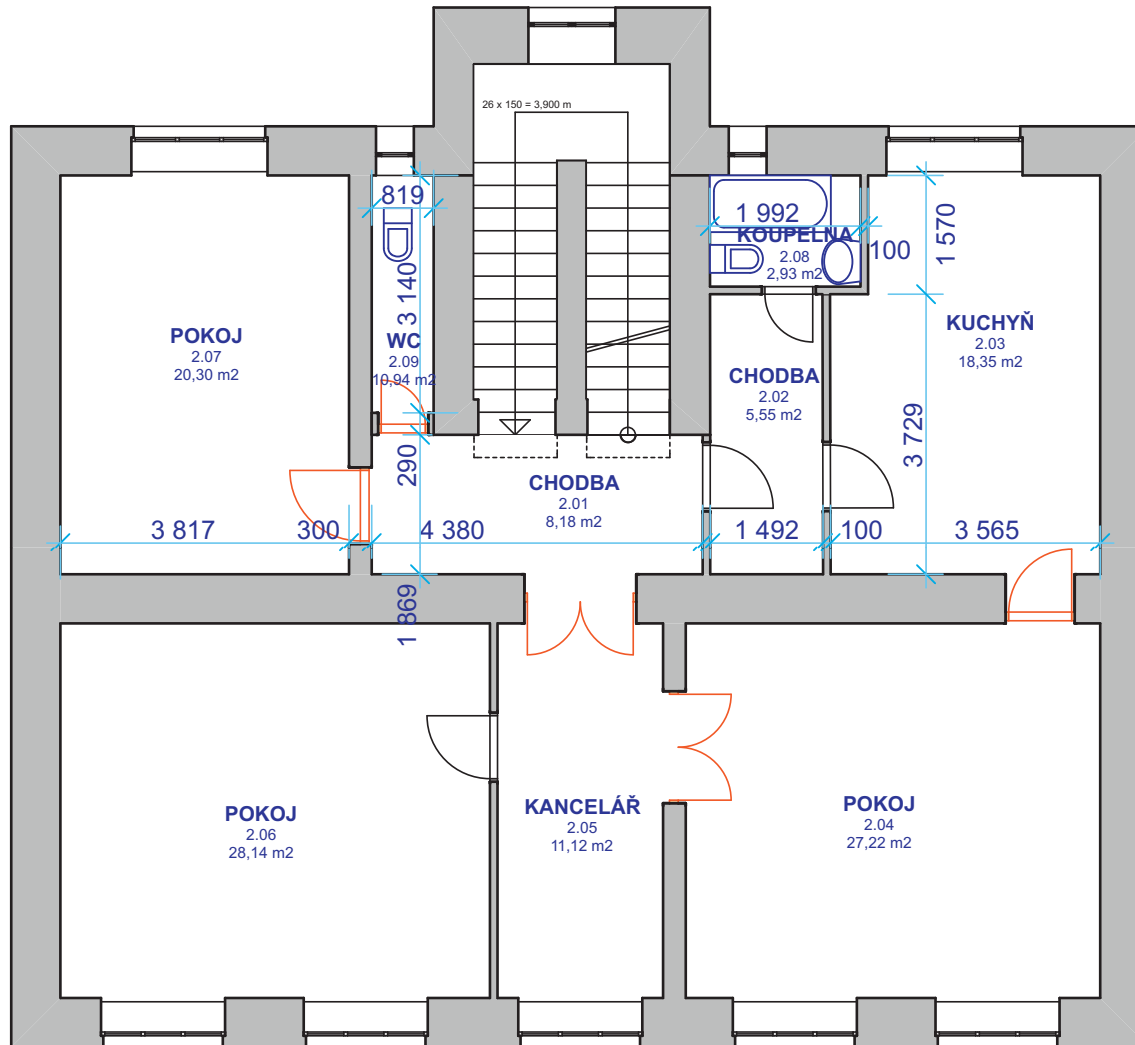 26 x 150 = 3,900 m
819
3 140
1 992
KOUPELNA
2.08
2,93 m2
100
1 570
POKOJ
2.07
20,30 m2
WC
2.09
10,94 m2
KUCHYŇ
2.03
18,35 m2
CHODBA
2.02
5,55 m2
3 729
290
CHODBA
2.01
8,18 m2
3 817
300
4 380
1 492
100
3 565
1 869
POKOJ
2.06
28,14 m2
KANCELÁŘ
2.05
11,12 m2
POKOJ
2.04
27,22 m2